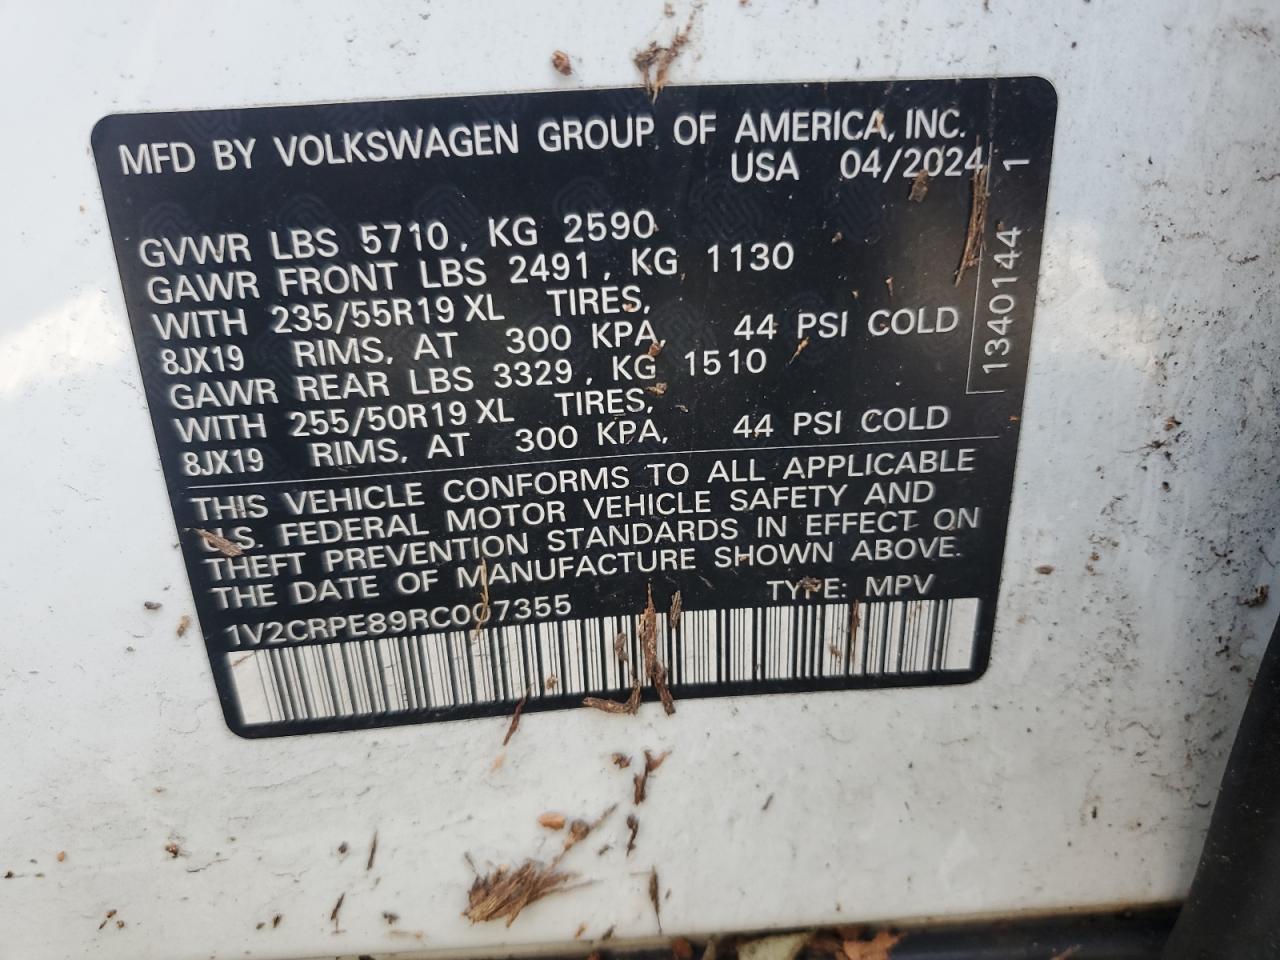 MFD BY VOLKSWAGEN GROUP OF AMERICA, INC.
USA 04/2024
GVWR LBS 5710, KG 2590
GAWR FRONT LBS 2491, KG 1130
WITH 235/55R19 XL TIRES,
8JX19 RIMS, AT 300 KPA, 44 PSI COLD
GAWR REAR LBS 3329, KG 1510
WITH 255/50R19 XL TIRES,
8JX19 RIMS, AT 300 KPA, 44 PSI COLD
THIS VEHICLE CONFORMS TO ALL APPLICABLE
U.S. FEDERAL MOTOR VEHICLE SAFETY AND
THEFT PREVENTION STANDARDS IN EFFECT ON
THE DATE OF MANUFACTURE SHOWN ABOVE.
TYPE: MPV
1V2CRPE89RC007355
1340144 1